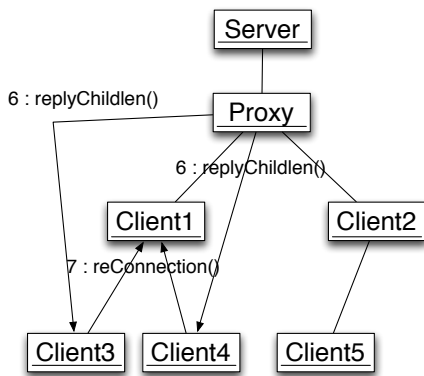 Server
6 : replyChildlen()
Proxy
6 : replyChildlen()
Client1
Client2
7 : reConnection()
Client3
Client4
Client5